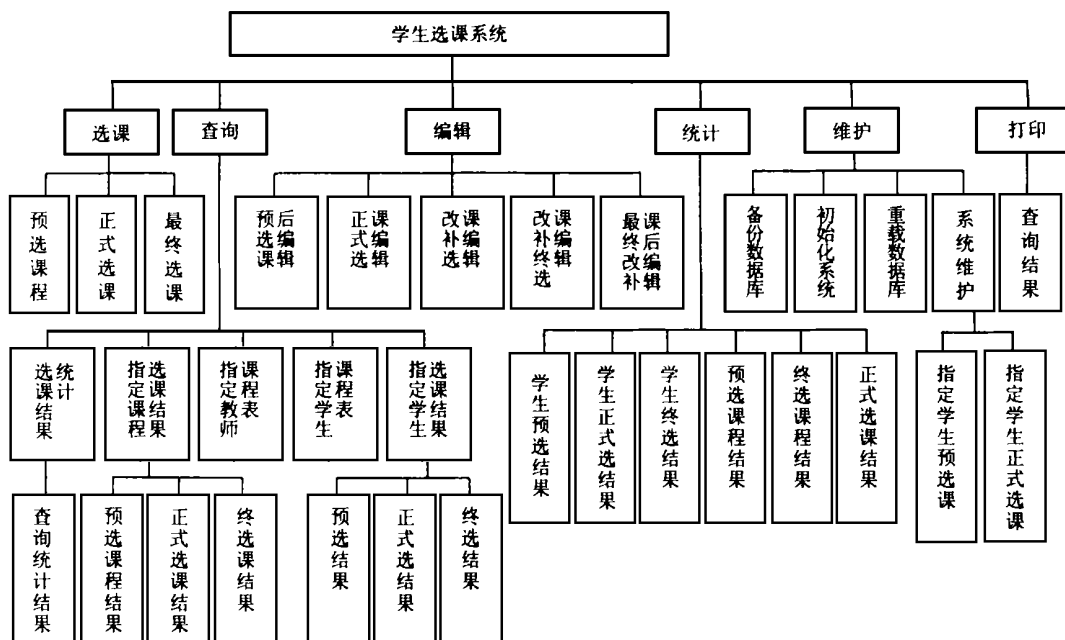 学生选课系统
选课
查询
编辑
统计
维护
打印
预选课程
正式选课
最终选课
预选课
后编辑
正式选
课编辑
改补选
课编辑
改补终选
课编辑
最终改补
课后编辑
备份数据库
初始化系统
重载数据库
系统维护
查询结果
选课结果
统计
指定课程
选课结果
指定教师
课程表
指定学生
课程表
指定学生
选课结果
学生预选结果
学生正式选结果
学生终选结果
预选课程结果
终选课程结果
正式选课结果
指定学生预选课
指定学生正式选课
查询统计结果
预选课程结果
正式选课结果
终选课结果
预选结果
正式选结果
终选结果